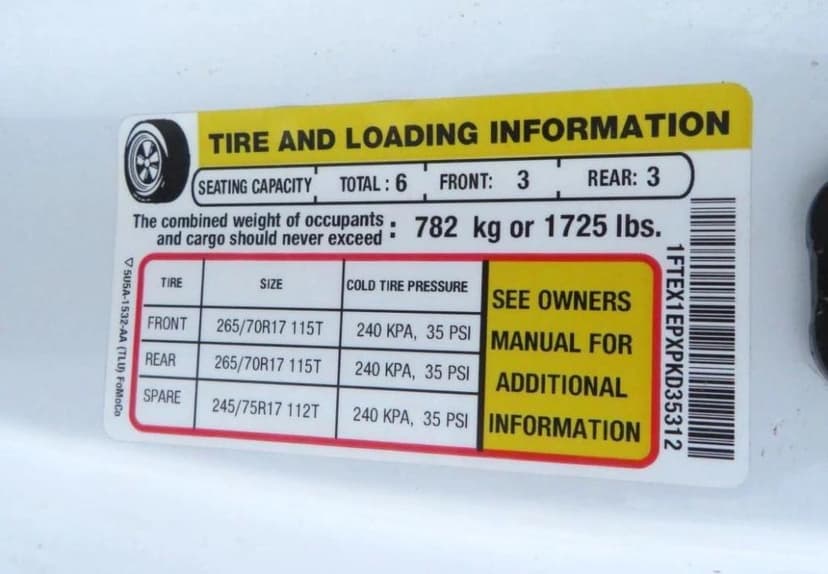 TIRE AND LOADING INFORMATION
SEATING CAPACITY TOTAL : 6 FRONT: 3 REAR: 3
The combined weight of occupants
and cargo should never exceed : 782 kg or 1725 lbs.
TIRE SIZE COLD TIRE PRESSURE
FRONT 265/70R17 115T 240 KPA, 35 PSI
REAR 265/70R17 115T 240 KPA, 35 PSI
SPARE 245/75R17 112T 240 KPA, 35 PSI
SEE OWNERS
MANUAL FOR
ADDITIONAL
INFORMATION
1FTEX1EPXPKD35312
5U5A-1532-AA (TLU) FoMoCo